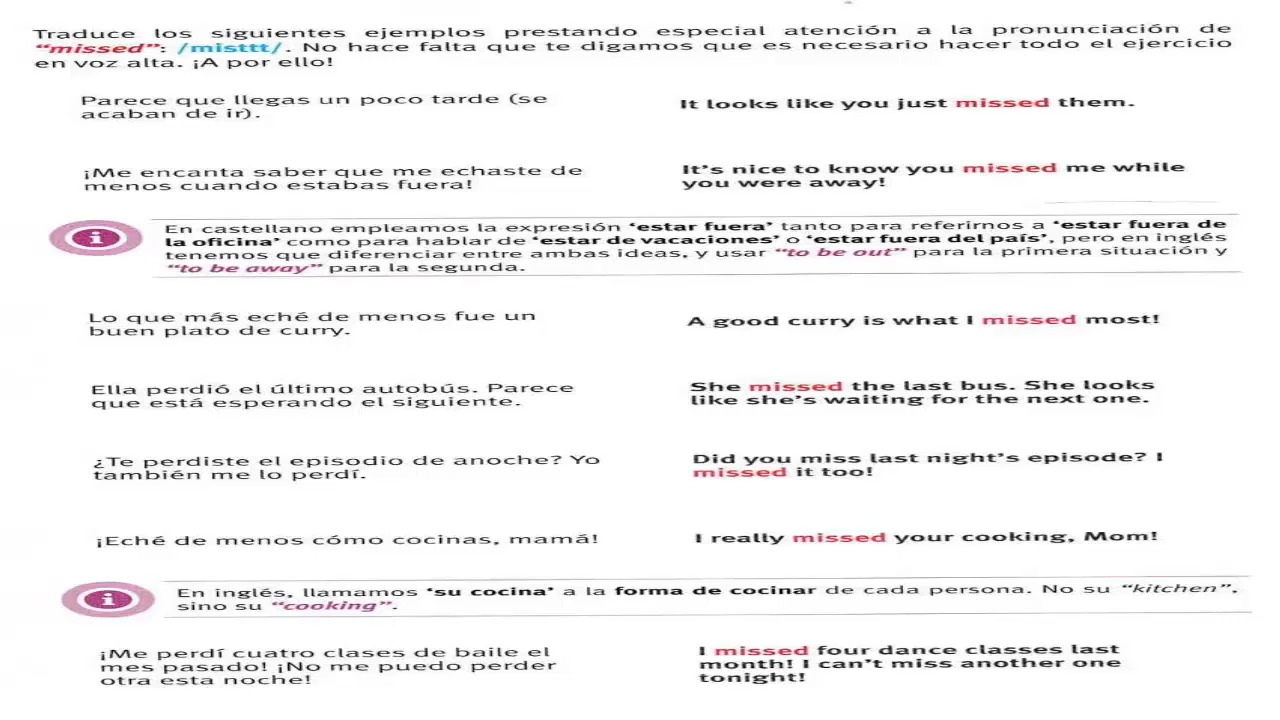 Traduce los siguientes ejemplos prestando especial atención a la pronunciación de
“missed”: /misttt/. No hace falta que te digamos que es necesario hacer todo el ejercicio
en voz alta. ¡A por ello!
Parece que llegas un poco tarde (se
acaban de ir).
It looks like you just missed them.
¡Me encanta saber que me echaste de
menos cuando estabas fuera!
It’s nice to know you missed me while
you were away!
En castellano empleamos la expresión ‘estar fuera’ tanto para referirnos a ‘estar fuera de
la oficina’ como para hablar de ‘estar de vacaciones’ o ‘estar fuera del país’, pero en inglés
tenemos que diferenciar entre ambas ideas, y usar “to be out” para la primera situación y
“to be away” para la segunda.
Lo que más eché de menos fue un
buen plato de curry.
A good curry is what I missed most!
Ella perdió el último autobús. Parece
que está esperando el siguiente.
She missed the last bus. She looks
like she’s waiting for the next one.
¿Te perdiste el episodio de anoche? Yo
también me lo perdí.
Did you miss last night’s episode? I
missed it too!
¡Eché de menos cómo cocinas, mamá!
I really missed your cooking, Mom!
En inglés, llamamos ‘su cocina’ a la forma de cocinar de cada persona. No su “kitchen”,
sino su “cooking”.
¡Me perdí cuatro clases de baile el
mes pasado! ¡No me puedo perder
otra esta noche!
I missed four dance classes last
month! I can’t miss another one
tonight!